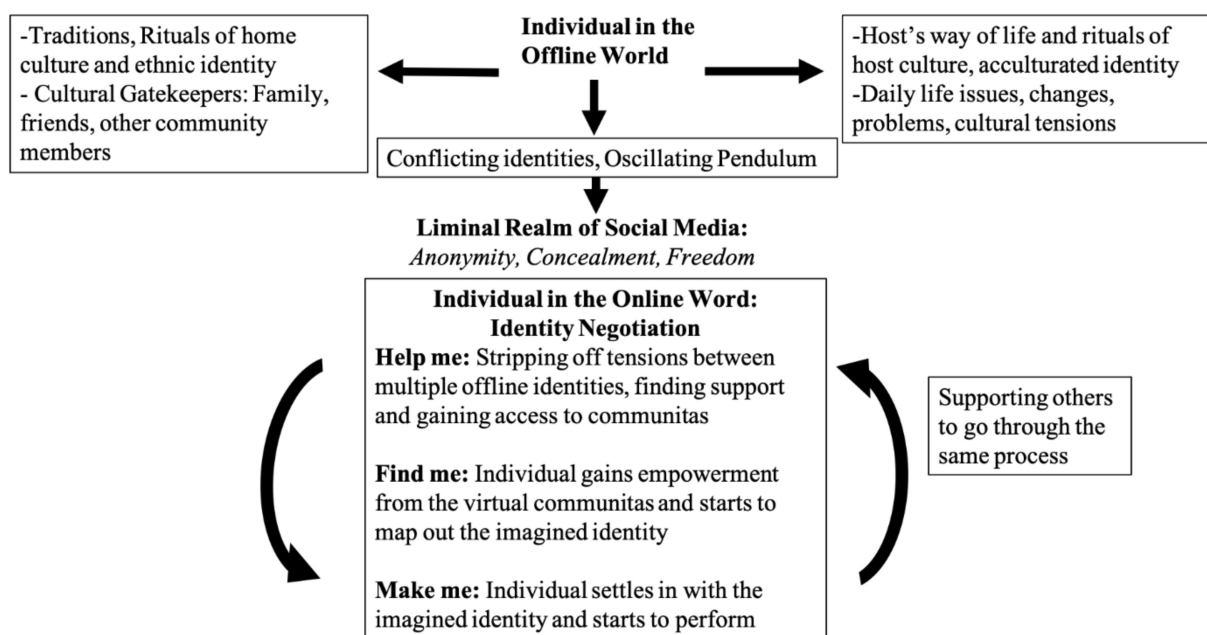 Individual in the
Offline World
-Traditions, Rituals of home
culture and ethnic identity
- Cultural Gatekeepers: Family,
friends, other community
members
-Host’s way of life and rituals of
host culture, acculturated identity
-Daily life issues, changes,
problems, cultural tensions
Conflicting identities, Oscillating Pendulum
Liminal Realm of Social Media:
Anonymity, Concealment, Freedom
Individual in the Online Word:
Identity Negotiation
Help me: Stripping off tensions between
multiple offline identities, finding support
and gaining access to communitas
Find me: Individual gains empowerment
from the virtual communitas and starts to
map out the imagined identity
Make me: Individual settles in with the
imagined identity and starts to perform
Supporting others
to go through the
same process